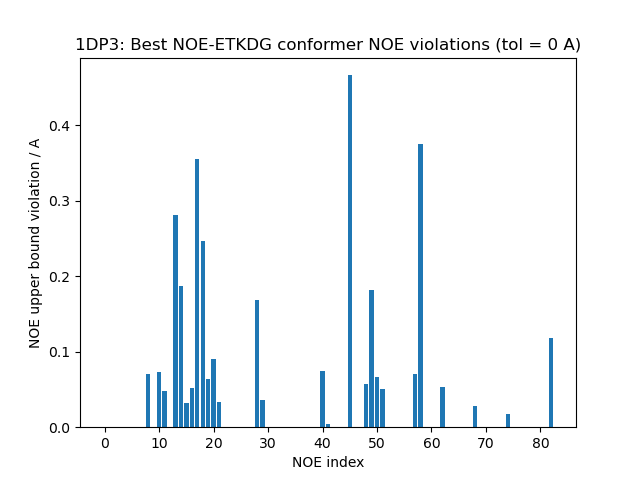 1DP3: Best NOE-ETKDG conformer NOE violations (tol = 0 A)
NOE upper bound violation / A
0.4
0.3
0.2
0.1
0.0
0 10 20 30 40 50 60 70 80
NOE index